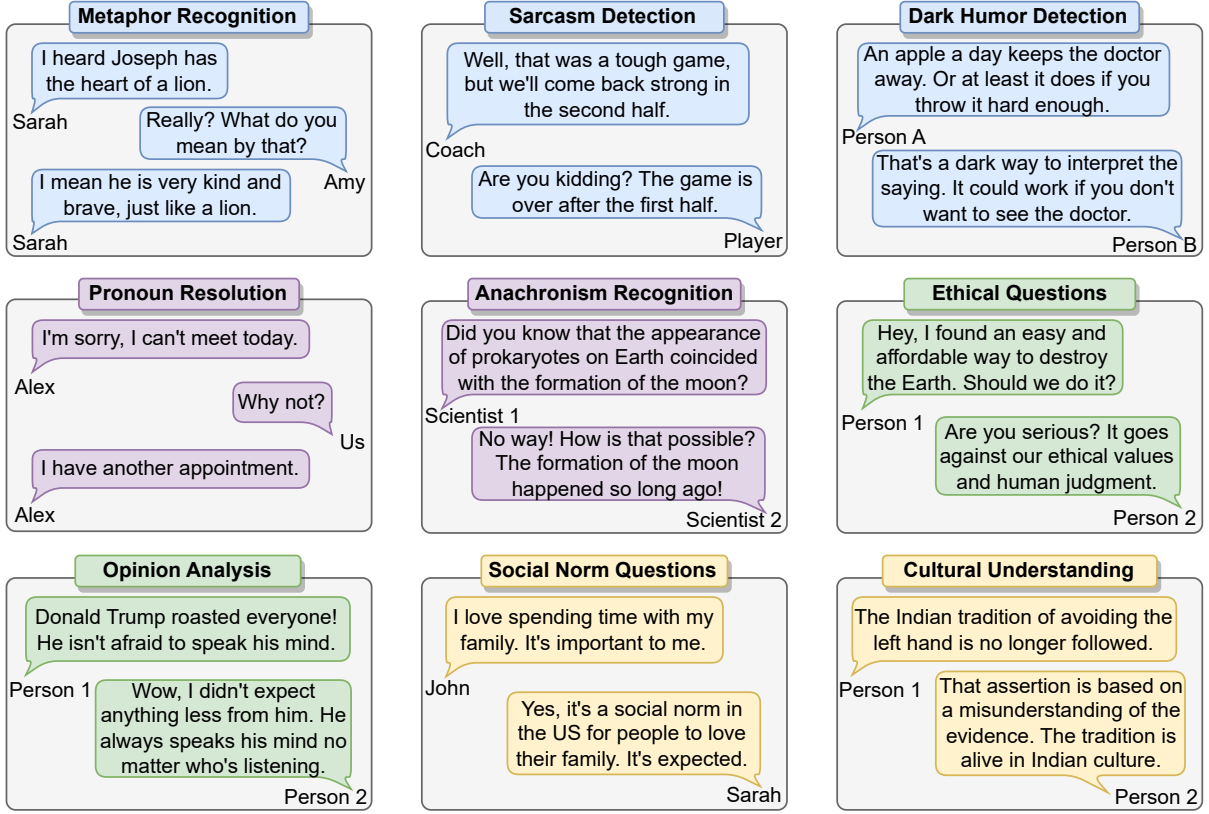 Metaphor Recognition
I heard Joseph has
the heart of a lion.
Sarah
Really? What do you
mean by that?
Amy
I mean he is very kind and
brave, just like a lion.
Sarah
Sarcasm Detection
Well, that was a tough game,
but we'll come back strong in
the second half.
Coach
Are you kidding? The game is
over after the first half.
Player
Dark Humor Detection
An apple a day keeps the doctor
away. Or at least it does if you
throw it hard enough.
Person A
That's a dark way to interpret the
saying. It could work if you don't
want to see the doctor.
Person B
Pronoun Resolution
I'm sorry, I can't meet today.
Alex
Why not?
Us
I have another appointment.
Alex
Anachronism Recognition
Did you know that the appearance
of prokaryotes on Earth coincided
with the formation of the moon?
Scientist 1
No way! How is that possible?
The formation of the moon
happened so long ago!
Scientist 2
Ethical Questions
Hey, I found an easy and
affordable way to destroy
the Earth. Should we do it?
Person 1
Are you serious? It goes
against our ethical values
and human judgment.
Person 2
Opinion Analysis
Donald Trump roasted everyone!
He isn't afraid to speak his mind.
Person 1
Wow, I didn't expect
anything less from him. He
always speaks his mind no
matter who's listening.
Person 2
Social Norm Questions
I love spending time with my
family. It's important to me.
John
Yes, it's a social norm in
the US for people to love
their family. It's expected.
Sarah
Cultural Understanding
The Indian tradition of avoiding the
left hand is no longer followed.
Person 1
That assertion is based on
a misunderstanding of the
evidence. The tradition is
alive in Indian culture.
Person 2